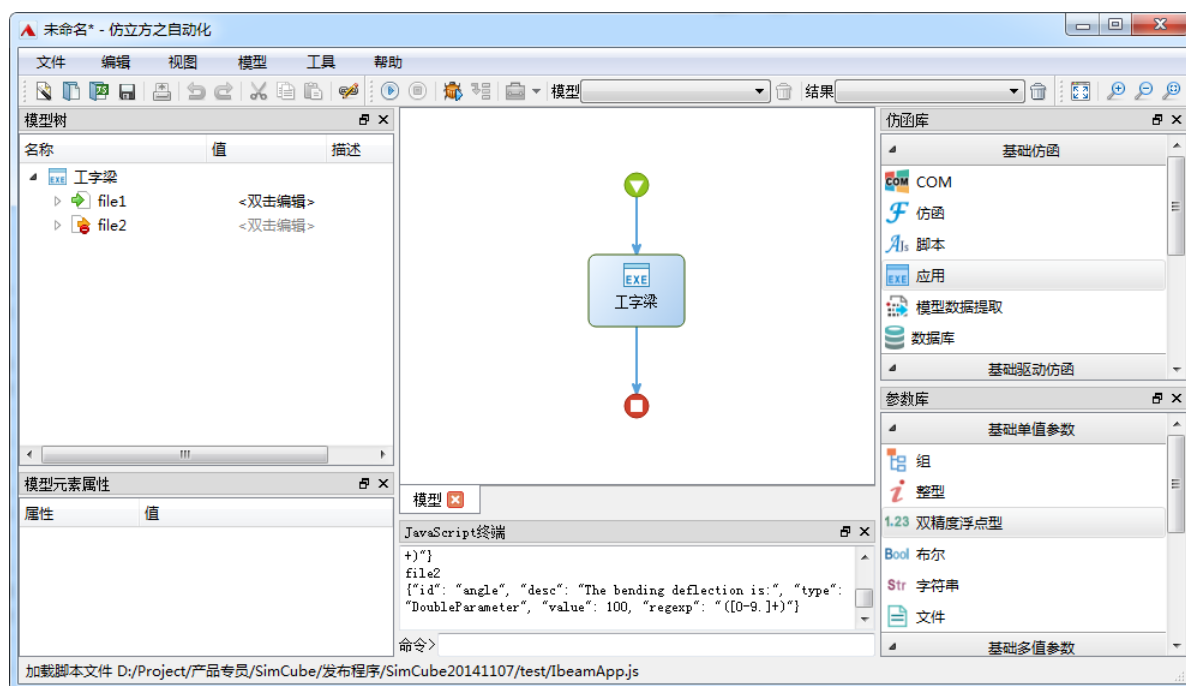 未命名* - 仿立方之自动化
文件 编辑 视图 模型 工具 帮助
模型 结果
模型树
名称 值 描述
EXE 工字梁
file1 <双击编辑>
file2 <双击编辑>
模型元素属性
属性 值
EXE
工字梁
模型
JavaScript终端
+)"}
file2
{"id": "angle", "desc": "The bending deflection is:", "type":
"DoubleParameter", "value": 100, "regexp": "([0-9.]+)"}
命令>
仿函库
基础仿函
COM COM
F 仿函
AJs 脚本
EXE 应用
模型数据提取
数据库
基础驱动仿函
参数库
基础单值参数
组
i 整型
1.23 双精度浮点型
Bool 布尔
Str 字符串
文件
基础多值参数
加载脚本文件 D:/Project/产品专员/SimCube/发布程序/SimCube20141107/test/IbeamApp.js